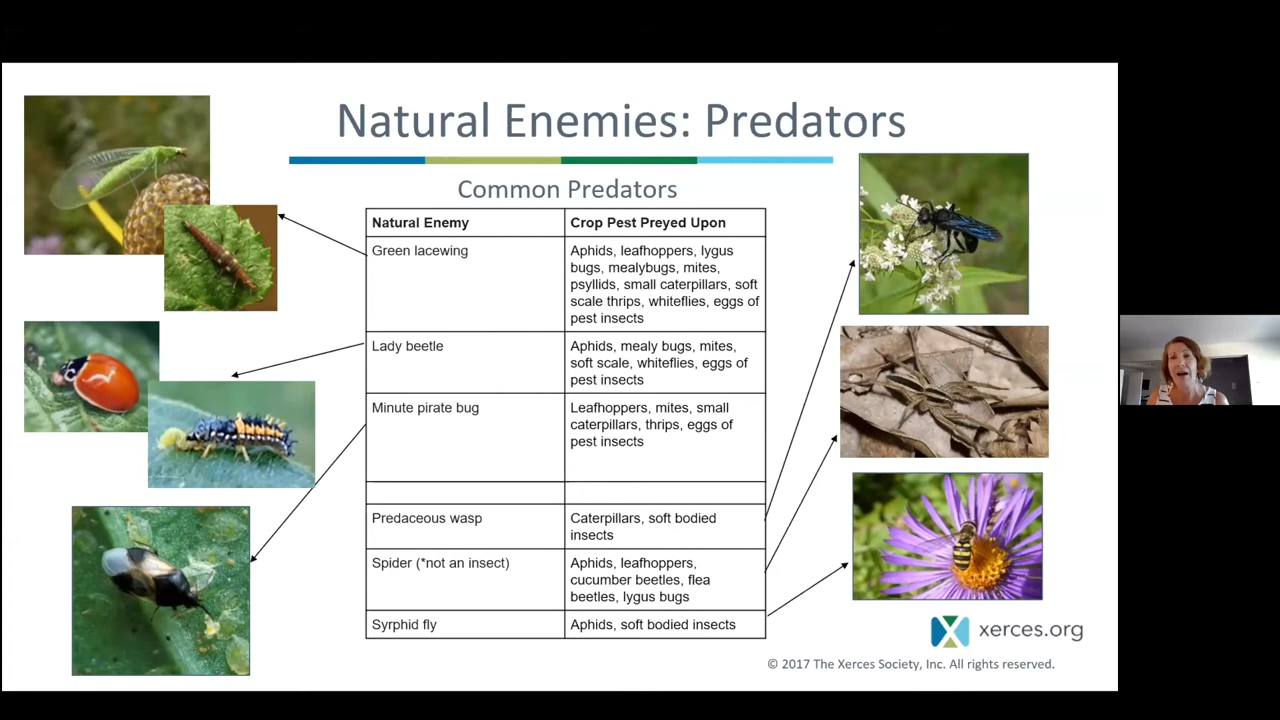 Natural Enemies: Predators
Common Predators
Natural Enemy
Crop Pest Preyed Upon
Green lacewing
Aphids, leafhoppers, lygus
bugs, mealybugs, mites,
psyllids, small caterpillars, soft
scale thrips, whiteflies, eggs of
pest insects
Lady beetle
Aphids, mealy bugs, mites,
soft scale, whiteflies, eggs of
pest insects
Minute pirate bug
Leafhoppers, mites, small
caterpillars, thrips, eggs of
pest insects
Predaceous wasp
Caterpillars, soft bodied
insects
Spider (*not an insect)
Aphids, leafhoppers,
cucumber beetles, flea
beetles, lygus bugs
Syrphid fly
Aphids, soft bodied insects
xerces.org
© 2017 The Xerces Society, Inc. All rights reserved.